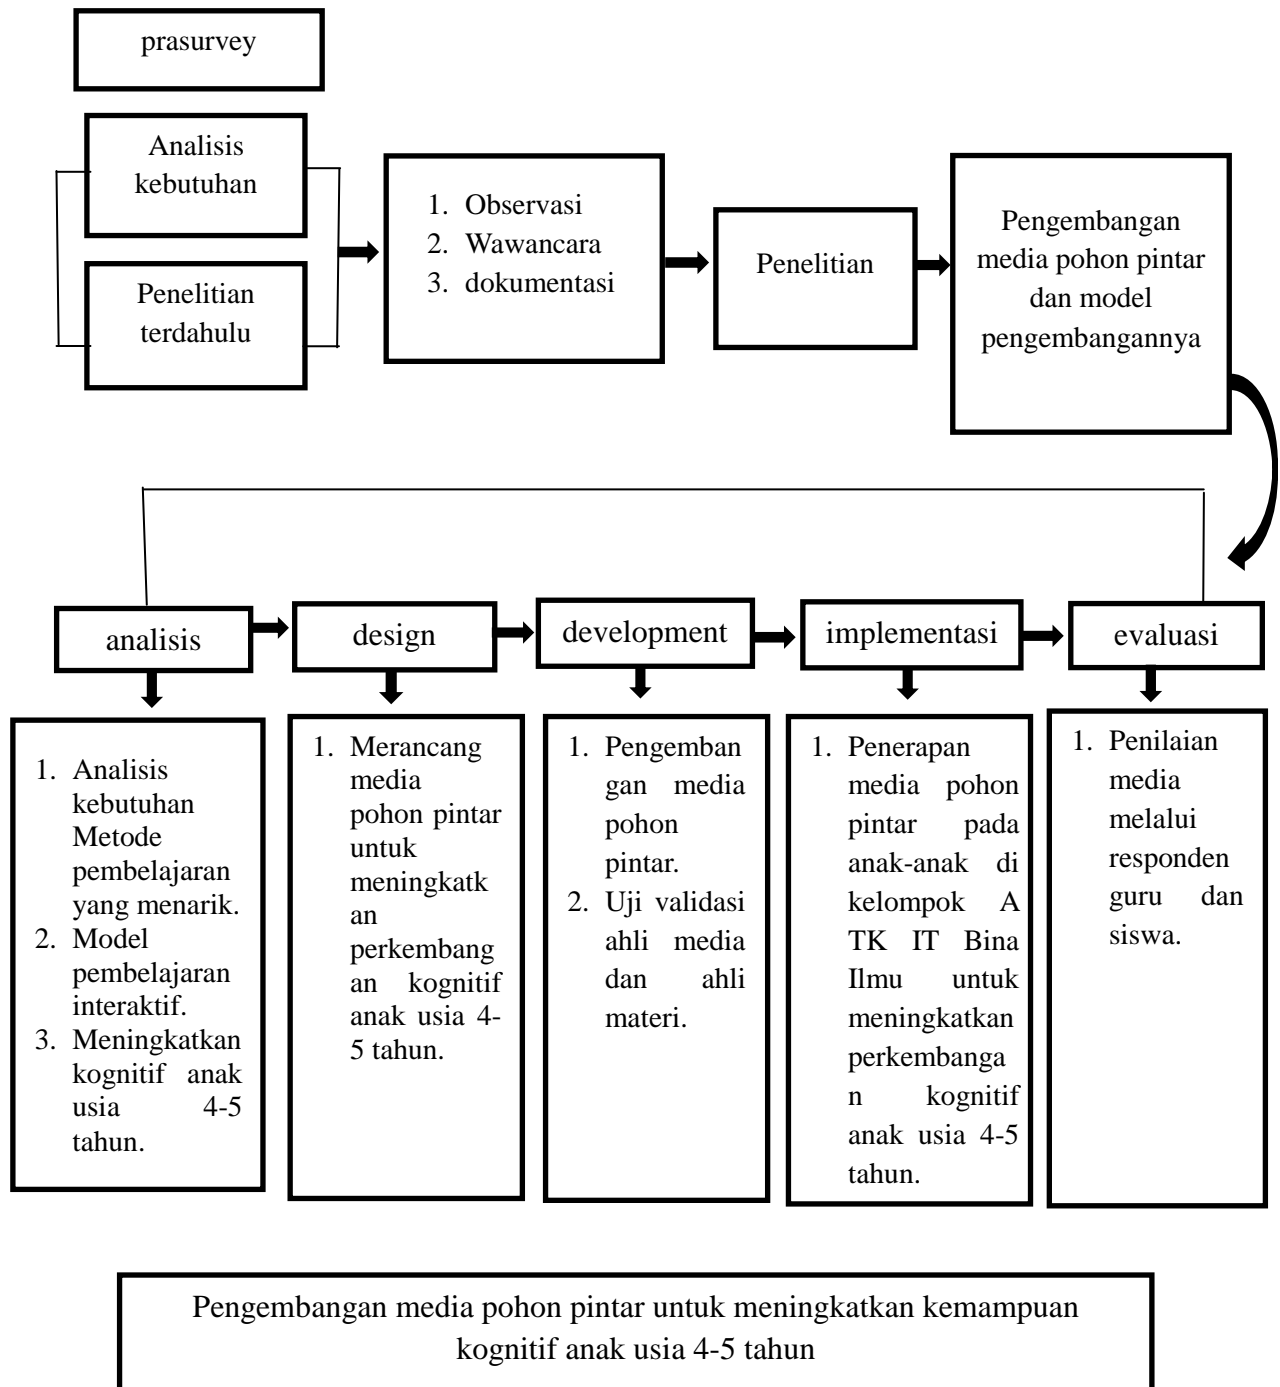 prasurvey
Analisis
kebutuhan
Penelitian
terdahulu
1. Observasi
2. Wawancara
3. dokumentasi
Penelitian
Pengembangan
media pohon pintar
dan model
pengembangannya
analisis
design
development
implementasi
evaluasi
1. Analisis
kebutuhan
Metode
pembelajaran
yang menarik.
2. Model
pembelajaran
interaktif.
3. Meningkatkan
kognitif anak
usia 4-5
tahun.
1. Merancang
media
pohon pintar
untuk
meningkatk
an
perkembang
an kognitif
anak usia 4-
5 tahun.
1. Pengemban
gan media
pohon
pintar.
2. Uji validasi
ahli media
dan ahli
materi.
1. Penerapan
media pohon
pintar pada
anak-anak di
kelompok A
TK IT Bina
Ilmu untuk
meningkatkan
perkembanga
n kognitif
anak usia 4-5
tahun.
1. Penilaian
media
melalui
responden
guru dan
siswa.
Pengembangan media pohon pintar untuk meningkatkan kemampuan
kognitif anak usia 4-5 tahun